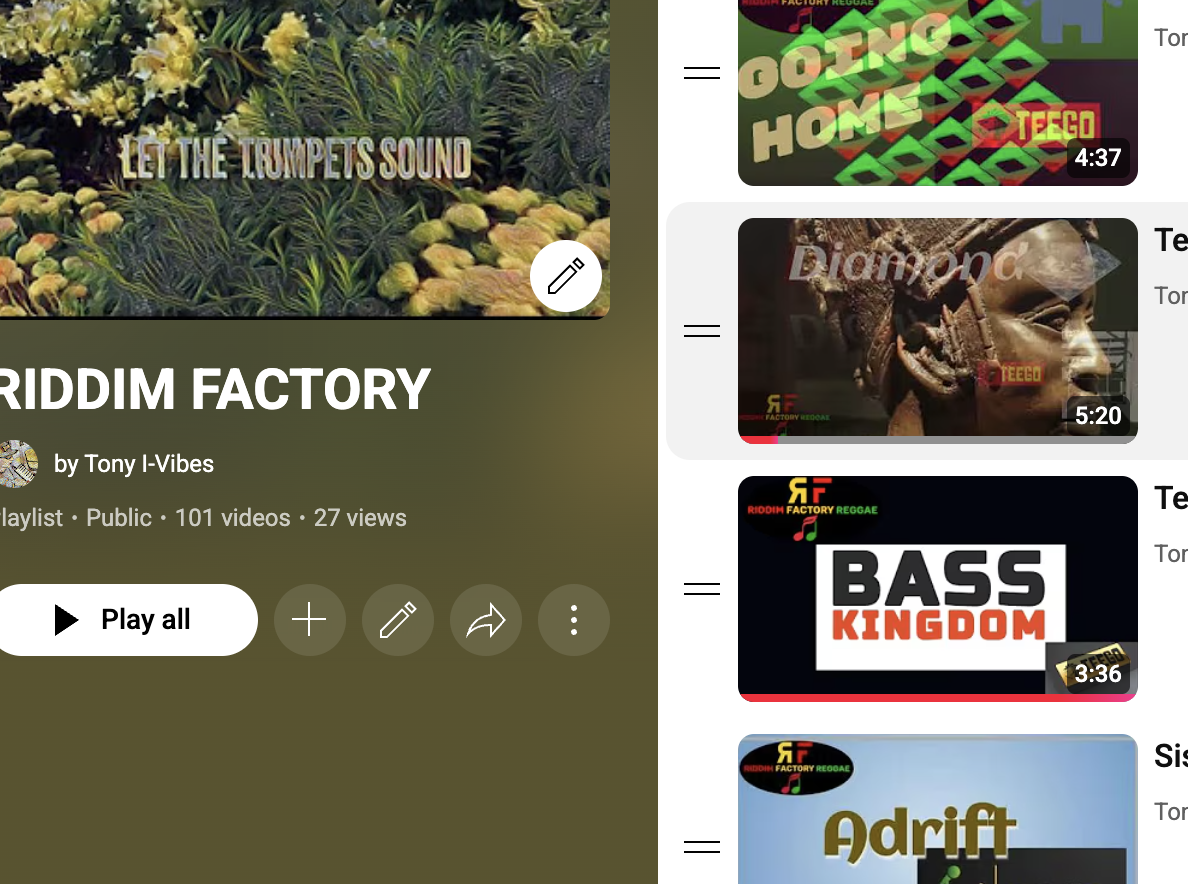 LET THE TRUMPETS SOUND
RIDDIM FACTORY
by Tony I-Vibes
laylist • Public • 101 videos • 27 views
Play all
RIDDIM FACTORY REGGAE
GOING
HOME
TEEGO
4:37
Tor
Diamond
TEEGO
RF
RIDDIM FACTORY REGGAE
5:20
Te
Tor
RF
RIDDIM FACTORY REGGAE
BASS
KINGDOM
TEEGO
3:36
Te
Tor
RF
RIDDIM FACTORY REGGAE
Adrift
Sis
Tor